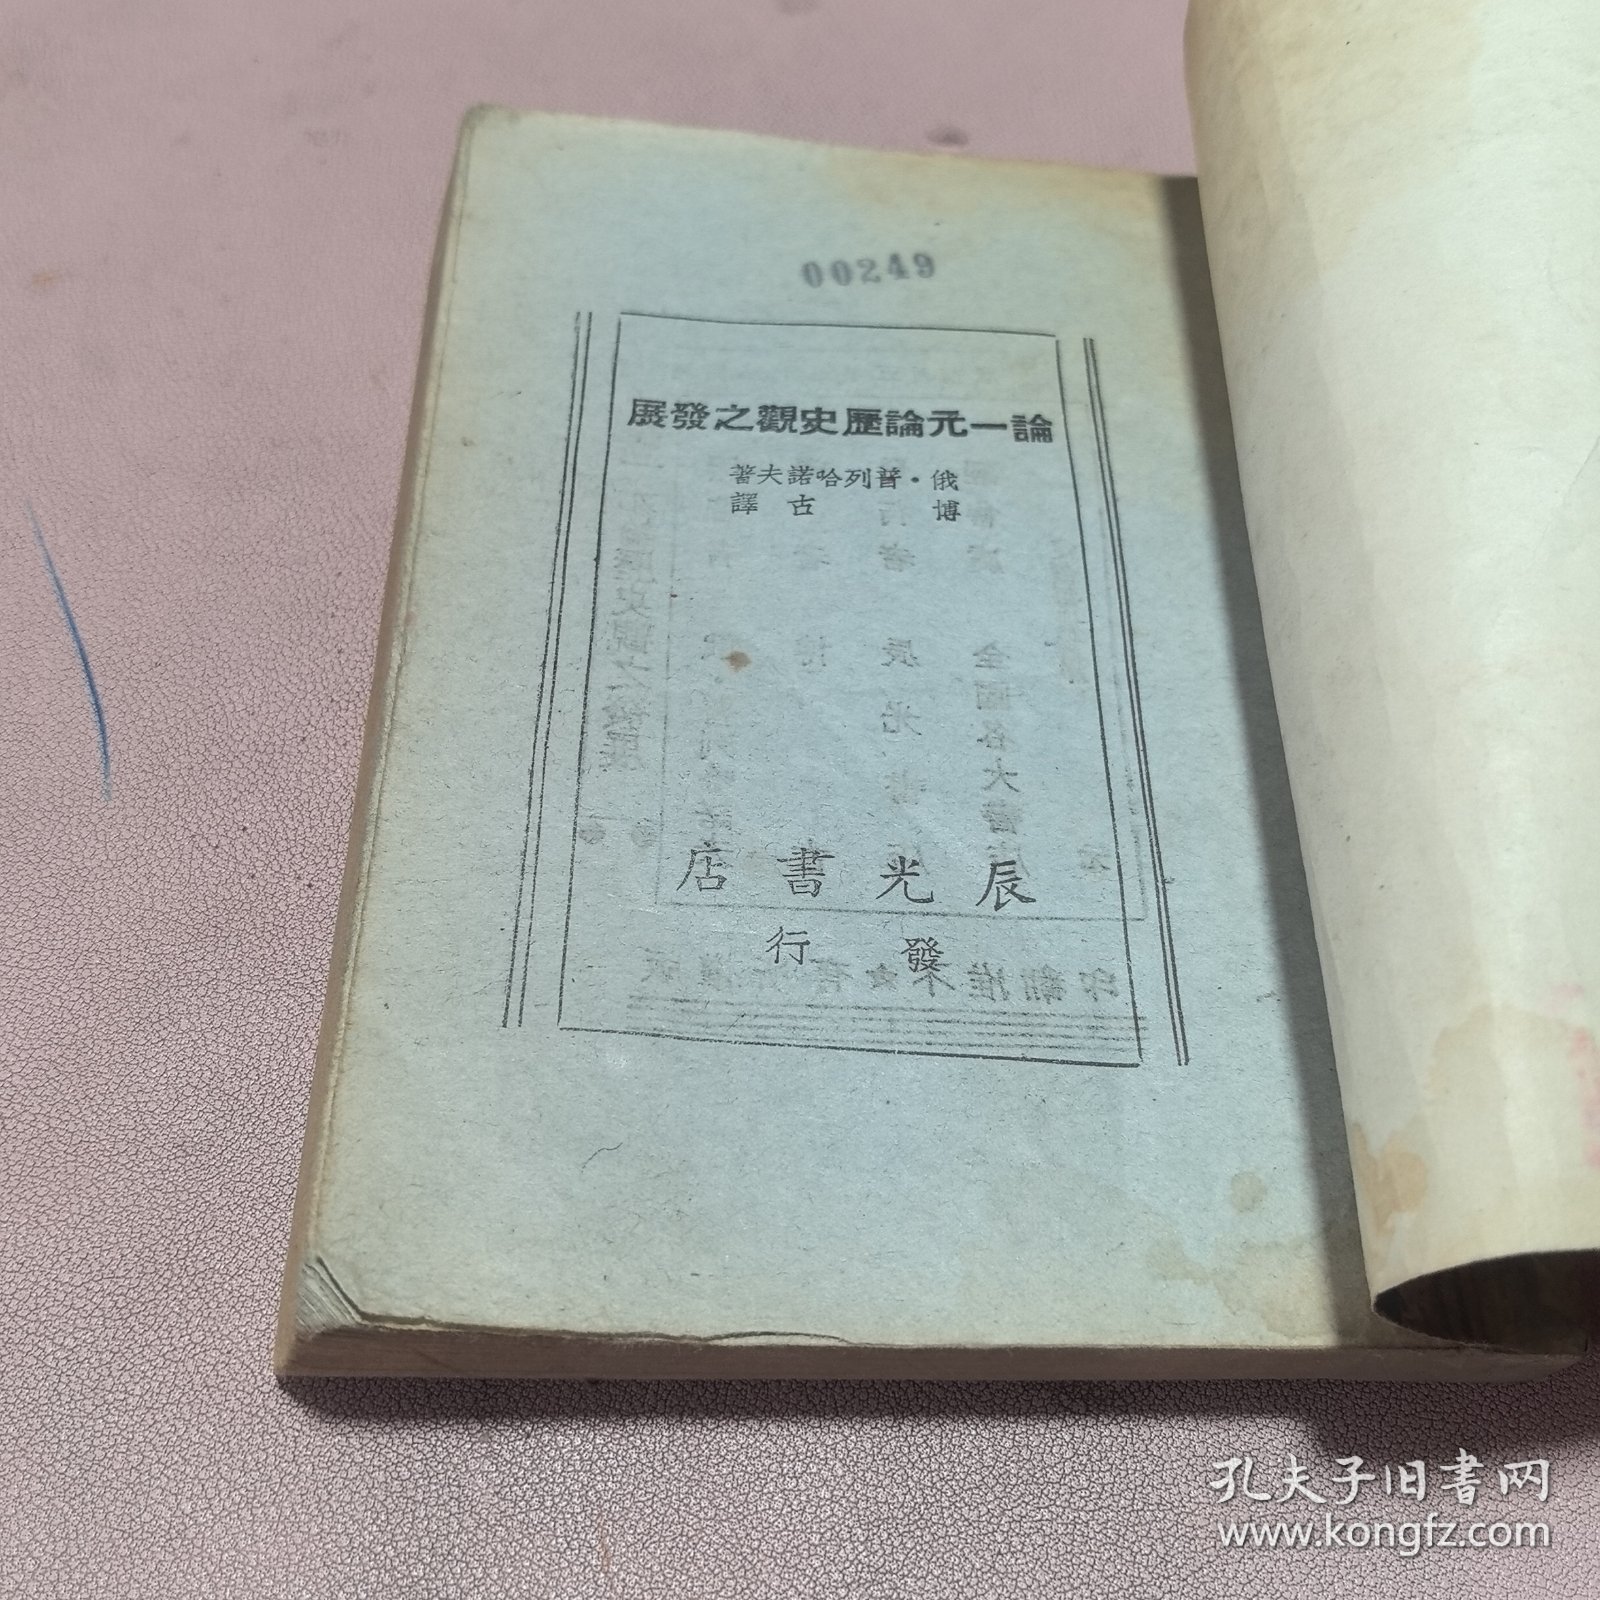 00249
論一元論歷史觀之發展
俄・普列哈諾夫著
博古譯
辰光書店
發行
孔夫子旧書网
www.kongfz.com